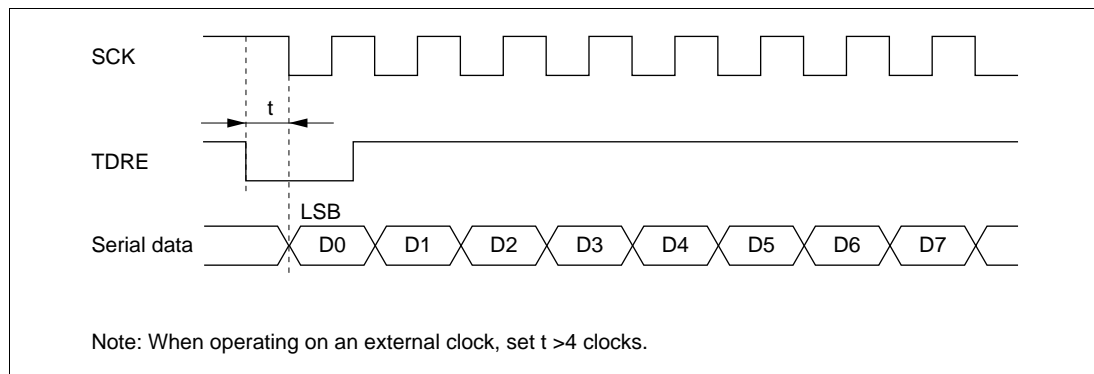 SCK
t
TDRE
LSB
Serial data D0 D1 D2 D3 D4 D5 D6 D7
Note: When operating on an external clock, set t >4 clocks.